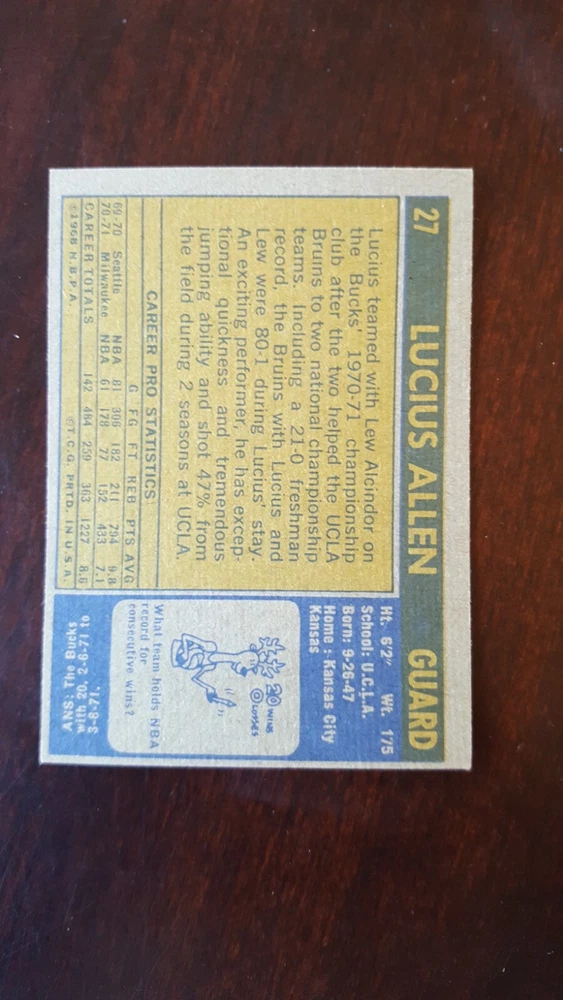 27 LUCIUS ALLEN GUARD
Lucius teamed with Lew Alcindor on
the Bucks' 1970-71 championship
club after the two helped the UCLA
Bruins to two national championship
teams. Including a 21-0 freshman
record, the Bruins with Lucius and
Lew were 80-1 during Lucius' stay.
An exciting performer, he has excep-
tional quickness and tremendous
jumping ability and shot 47% from
the field during 2 seasons at UCLA.
CAREER PRO STATISTICS
G FG FT REB PTS AVG
69-70 Seattle NBA 81 306 182 211 794 9.8
70-71 Milwaukee NBA 61 178 77 152 433 7.1
CAREER TOTALS 142 484 259 363 1227 8.6
©1968 N.B.P.A. ©T.C.G. PRTD. IN U.S.A.
Ht. 6'2" Wt. 175
School: U.C.L.A.
Born: 9-26-47
Home: Kansas City
Kansas
20 WINS
0 LOSSES
What team holds NBA
record for
consecutive wins?
ANS: The Bucks
with 20, 2-6-71 to
3-8-71.